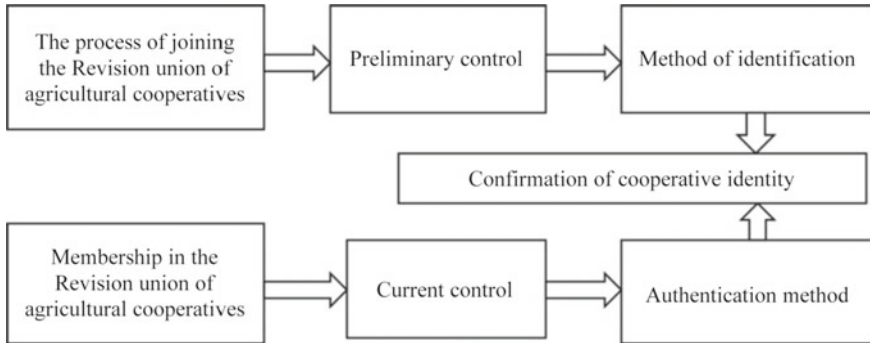 The process of joining
the Revision union of
agricultural cooperatives
Preliminary control
Method of identification
Confirmation of cooperative identity
Membership in the
Revision union of
agricultural cooperatives
Current control
Authentication method